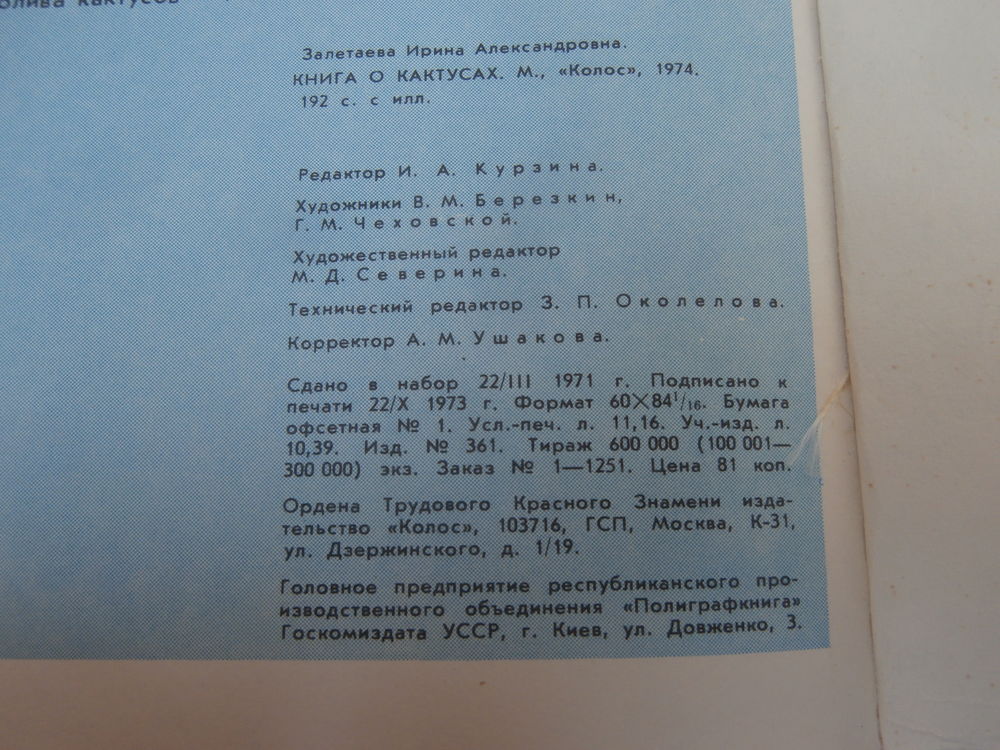 блива кактусов
Залетаева Ирина Александровна.
КНИГА О КАКТУСАХ. М., «Колос», 1974.
192 с. с илл.
Редактор И. А. Курзина.
Художники В. М. Березкин,
Г. М. Чеховской.
Художественный редактор
М. Д. Северина.
Технический редактор З. П. Околелова.
Корректор А. М. Ушакова.
Сдано в набор 22/III 1971 г. Подписано к
печати 22/X 1973 г. Формат 60×84¹/₁₆. Бумага
офсетная № 1. Усл.-печ. л. 11,16. Уч.-изд. л.
10,39. Изд. № 361. Тираж 600 000 (100 001—
300 000) экз. Заказ № 1—1251. Цена 81 коп.
Ордена Трудового Красного Знамени изда-
тельство «Колос», 103716, ГСП, Москва, К-31,
ул. Дзержинского, д. 1/19.
Головное предприятие республиканского про-
изводственного объединения «Полиграфкнига»
Госкомиздата УССР, г. Киев, ул. Довженко, 3.